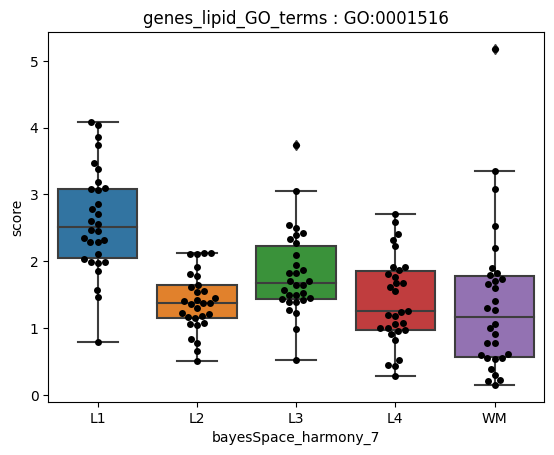 genes_lipid_GO_terms : GO:0001516
score
5
4
3
2
1
0
L1 L2 L3 L4 WM
bayesSpace_harmony_7